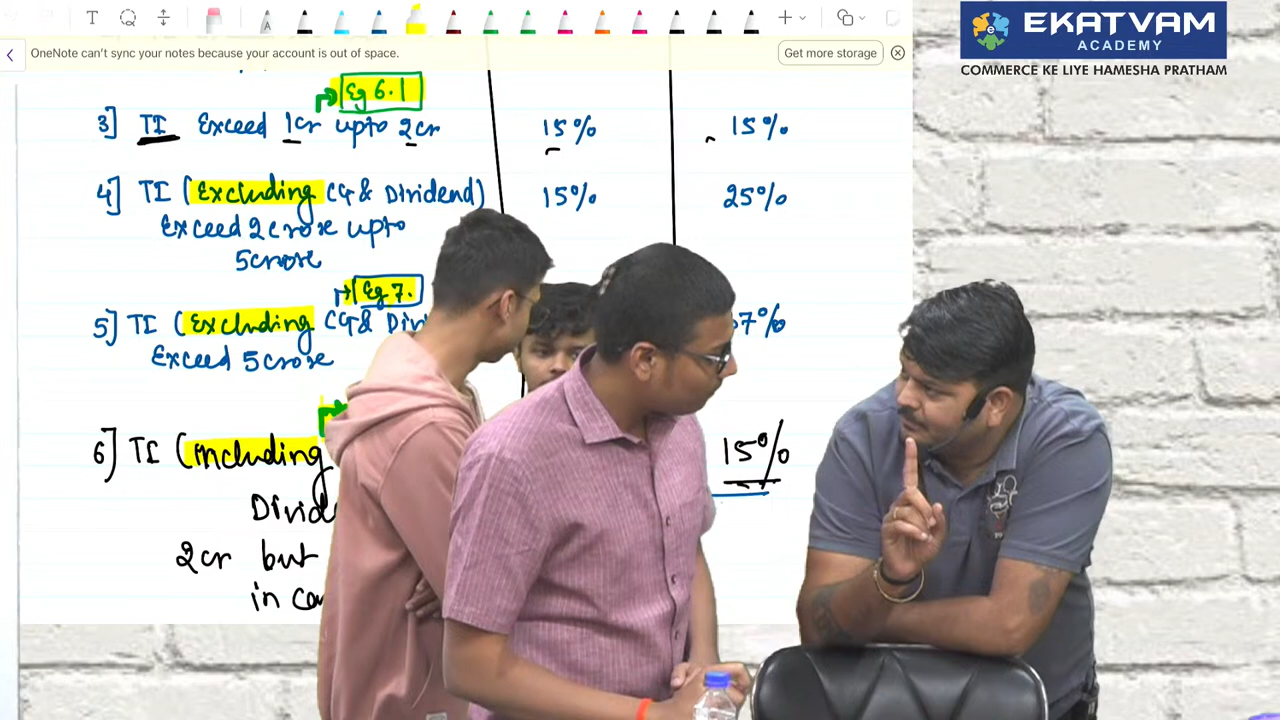 EKATVAM
ACADEMY
COMMERCE KE LIYE HAMESHA PRATHAM
OneNote can't sync your notes because your account is out of space.
Get more storage
Eg 6.1
3] TI Exceed 1cr upto 2cr 15% 15%
4] TI (Excluding CG & Dividend) 15% 25%
Exceed 2crore upto
5crore
Eg 7.
5] TI (Excluding CG & Divi 7%
Exceed 5crore
6] TI (including 15%
Divide
2cr but
in